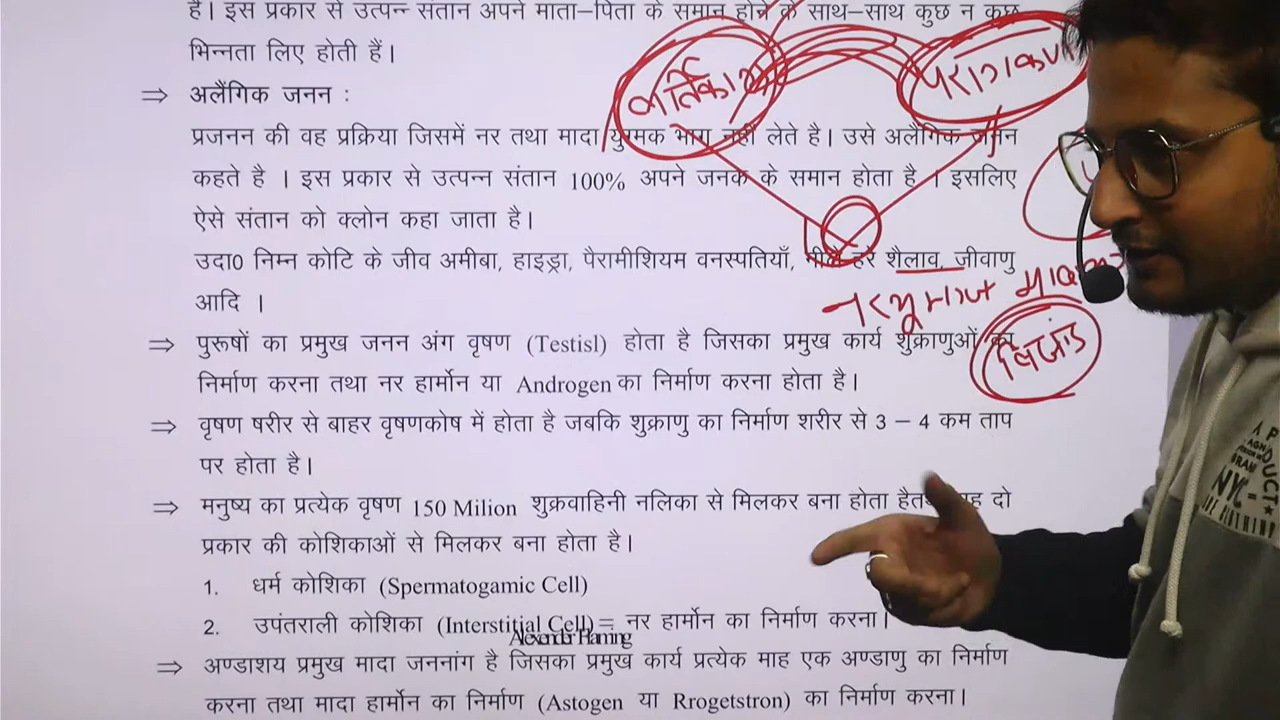 है। इस प्रकार से उत्पन्न संतान अपने माता–पिता के समान होने के साथ–साथ कुछ न कुछ
भिन्नता लिए होती हैं।
⇒ अलैंगिक जनन :
प्रजनन की वह प्रक्रिया जिसमें नर तथा मादा युग्मक भाग नहीं लेते है। उसे अलैंगिक जनन
कहते है । इस प्रकार से उत्पन्न संतान 100% अपने जनक के समान होता है । इसलिए
ऐसे संतान को क्लोन कहा जाता है।
उदा0 निम्न कोटि के जीव अमीबा, हाइड्रा, पैरामीशियम वनस्पतियाँ, नीले हरे शैलाव, जीवाणु
आदि ।
वर्तिकाग्र
परागकण
बिजांड
⇒ पुरूषों का प्रमुख जनन अंग वृषण (Testisl) होता है जिसका प्रमुख कार्य शुक्राणुओं का
निर्माण करना तथा नर हार्मोन या Androgen का निर्माण करना होता है।
⇒ वृषण षरीर से बाहर वृषणकोष में होता है जबकि शुक्राणु का निर्माण शरीर से 3 – 4 कम ताप
पर होता है।
⇒ मनुष्य का प्रत्येक वृषण 150 Milion शुक्रवाहिनी नलिका से मिलकर बना होता है दो
प्रकार की कोशिकाओं से मिलकर बना होता है।
1. धर्म कोशिका (Spermatogamic Cell)
2. उपंतराली कोशिका (Interstitial Cell) = नर हार्मोन का निर्माण करना।
Alexender Flaming
⇒ अण्डाशय प्रमुख मादा जननांग है जिसका प्रमुख कार्य प्रत्येक माह एक अण्डाणु का निर्माण
करना तथा मादा हार्मोन का निर्माण (Astogen या Rrogetstron) का निर्माण करना।